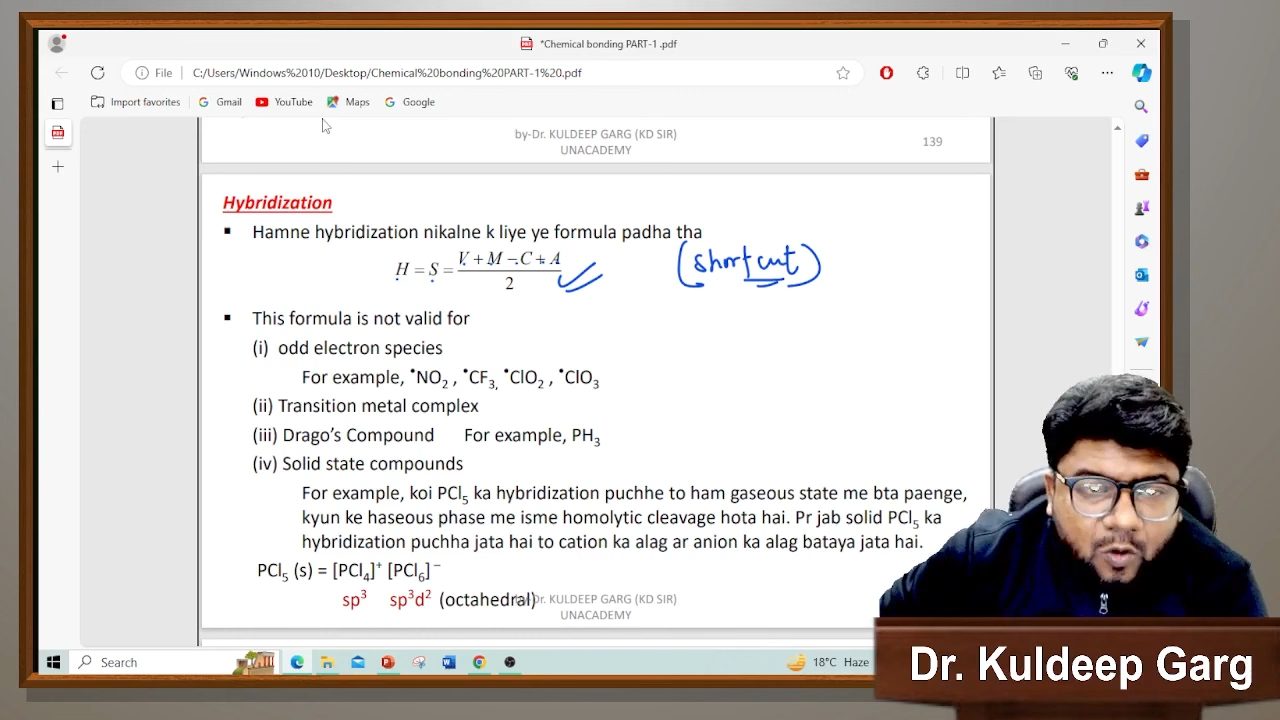 *Chemical bonding PART-1 .pdf
File | C:/Users/Windows%2010/Desktop/Chemical%20bonding%20PART-1%20.pdf
Import favorites Gmail YouTube Maps Google
by-Dr. KULDEEP GARG (KD SIR)
UNACADEMY
139
Hybridization
▪ Hamne hybridization nikalne k liye ye formula padha tha
H = S = (V + M − C + A)/2
(shortcut)
▪ This formula is not valid for
(i) odd electron species
For example, •NO₂ , •CF₃, •ClO₂ , •ClO₃
(ii) Transition metal complex
(iii) Drago’s Compound For example, PH₃
(iv) Solid state compounds
For example, koi PCl₅ ka hybridization puchhe to ham gaseous state me bta paenge,
kyun ke haseous phase me isme homolytic cleavage hota hai. Pr jab solid PCl₅ ka
hybridization puchha jata hai to cation ka alag ar anion ka alag bataya jata hai.
PCl₅ (s) = [PCl₄]⁺ [PCl₆]⁻
sp³ sp³d² (octahedral)
KULDEEP GARG (KD SIR)
UNACADEMY
Search
18°C Haze
Dr. Kuldeep Garg